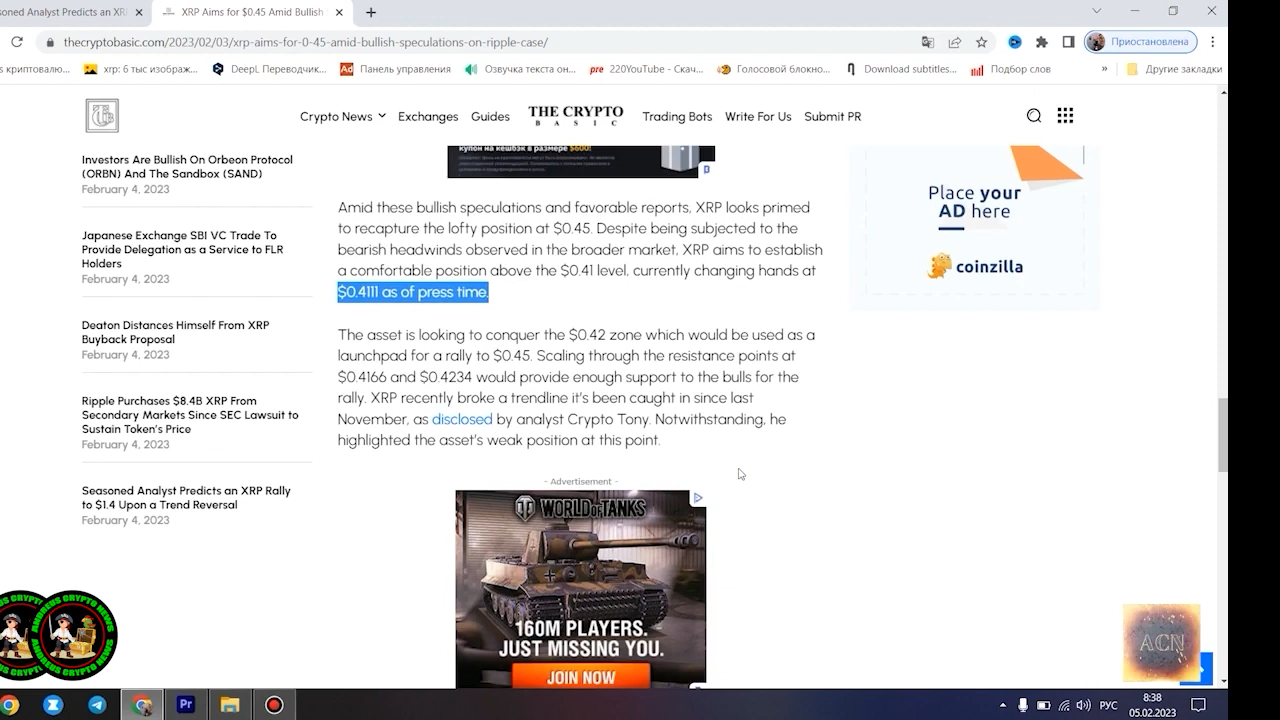 soned Analyst Predicts an XRI
XRP Aims for $0.45 Amid Bullish
thecryptobasic.com/2023/02/03/xrp-aims-for-0-45-amid-bullish-speculations-on-ripple-case/
Приостановлена
s криптовалю...
xrp: 6 тыс изображ...
DeepL Переводчик...
Ad Панель управления
Озвучка текста он...
pre 220YouTube - Скач...
Голосовой блокно...
Download subtitles...
Подбор слов
»
Другие закладки
Crypto News
Exchanges
Guides
THE CRYPTO
BASIC
Trading Bots
Write For Us
Submit PR
Investors Are Bullish On Orbeon Protocol
(ORBN) And The Sandbox (SAND)
February 4, 2023
Japanese Exchange SBI VC Trade To
Provide Delegation as a Service to FLR
Holders
February 4, 2023
Deaton Distances Himself From XRP
Buyback Proposal
February 4, 2023
Ripple Purchases $8.4B XRP From
Secondary Markets Since SEC Lawsuit to
Sustain Token's Price
February 4, 2023
Seasoned Analyst Predicts an XRP Rally
to $1.4 Upon a Trend Reversal
February 4, 2023
купон на кешбэк в размере $600!
Amid these bullish speculations and favorable reports, XRP looks primed
to recapture the lofty position at $0.45. Despite being subjected to the
bearish headwinds observed in the broader market, XRP aims to establish
a comfortable position above the $0.41 level, currently changing hands at
$0.4111 as of press time.
The asset is looking to conquer the $0.42 zone which would be used as a
launchpad for a rally to $0.45. Scaling through the resistance points at
$0.4166 and $0.4234 would provide enough support to the bulls for the
rally. XRP recently broke a trendline it's been caught in since last
November, as disclosed by analyst Crypto Tony. Notwithstanding, he
highlighted the asset's weak position at this point.
- Advertisement -
WORLD OF TANKS
160M PLAYERS.
JUST MISSING YOU.
JOIN NOW
Place your
AD here
coinzilla
ANDREUS CRYPTO NEWS
ACN
РУС
8:38
05.02.2023